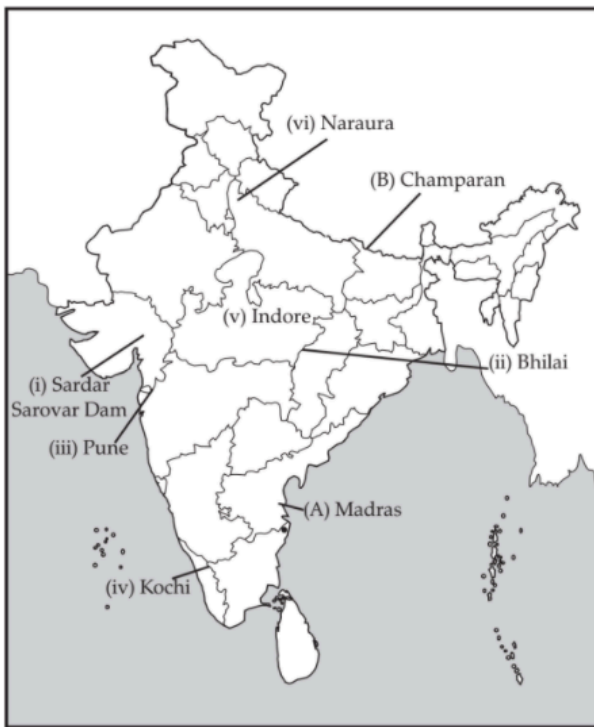 (vi) Naraura
(B) Champaran
(v) Indore
(ii) Bhilai
(i) Sardar
Sarovar Dam
(iii) Pune
(A) Madras
(iv) Kochi